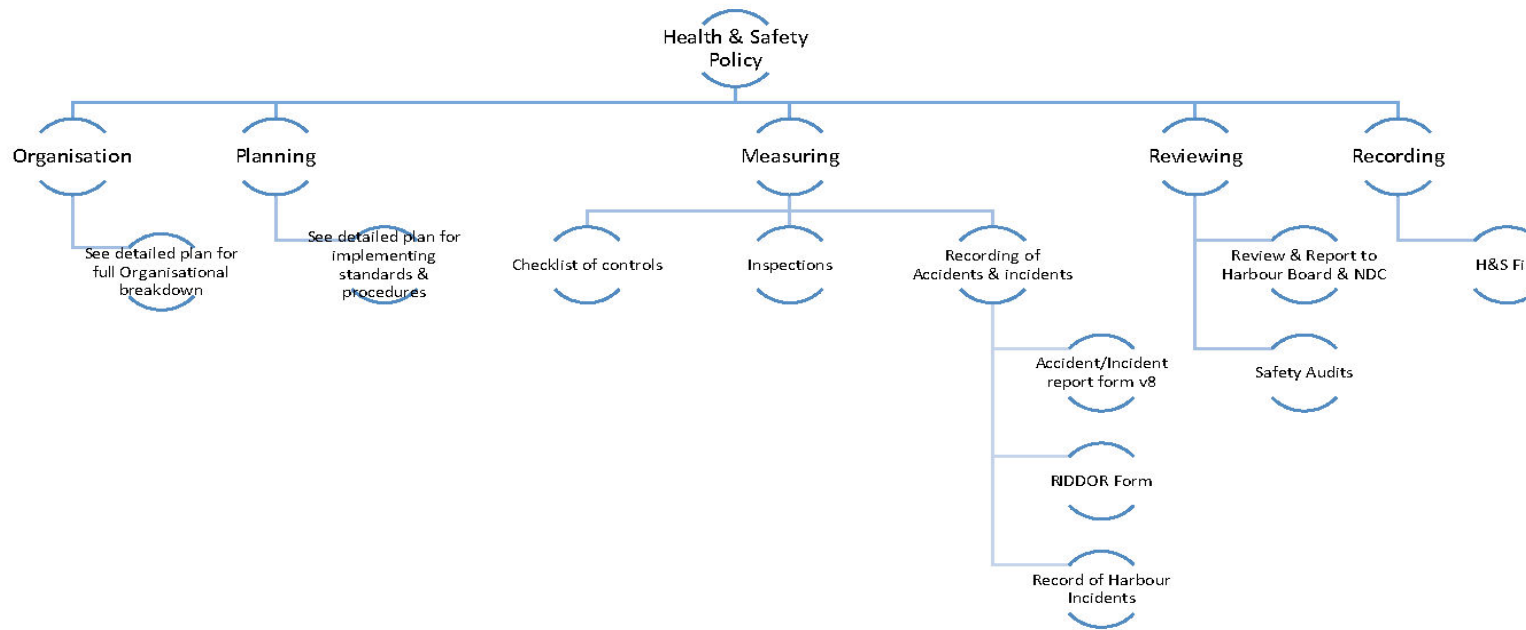 Health & Safety
Policy
Organisation
Planning
Measuring
Reviewing
Recording
See detailed plan for
full Organisational
breakdown
See detailed plan for
implementing
standards &
procedures
Checklist of controls
Inspections
Recording of
Accidents & incidents
Review & Report to
Harbour Board & NDC
H&S
Accident/Incident
report form v8
Safety Audits
RIDDOR Form
Record of Harbour
Incidents